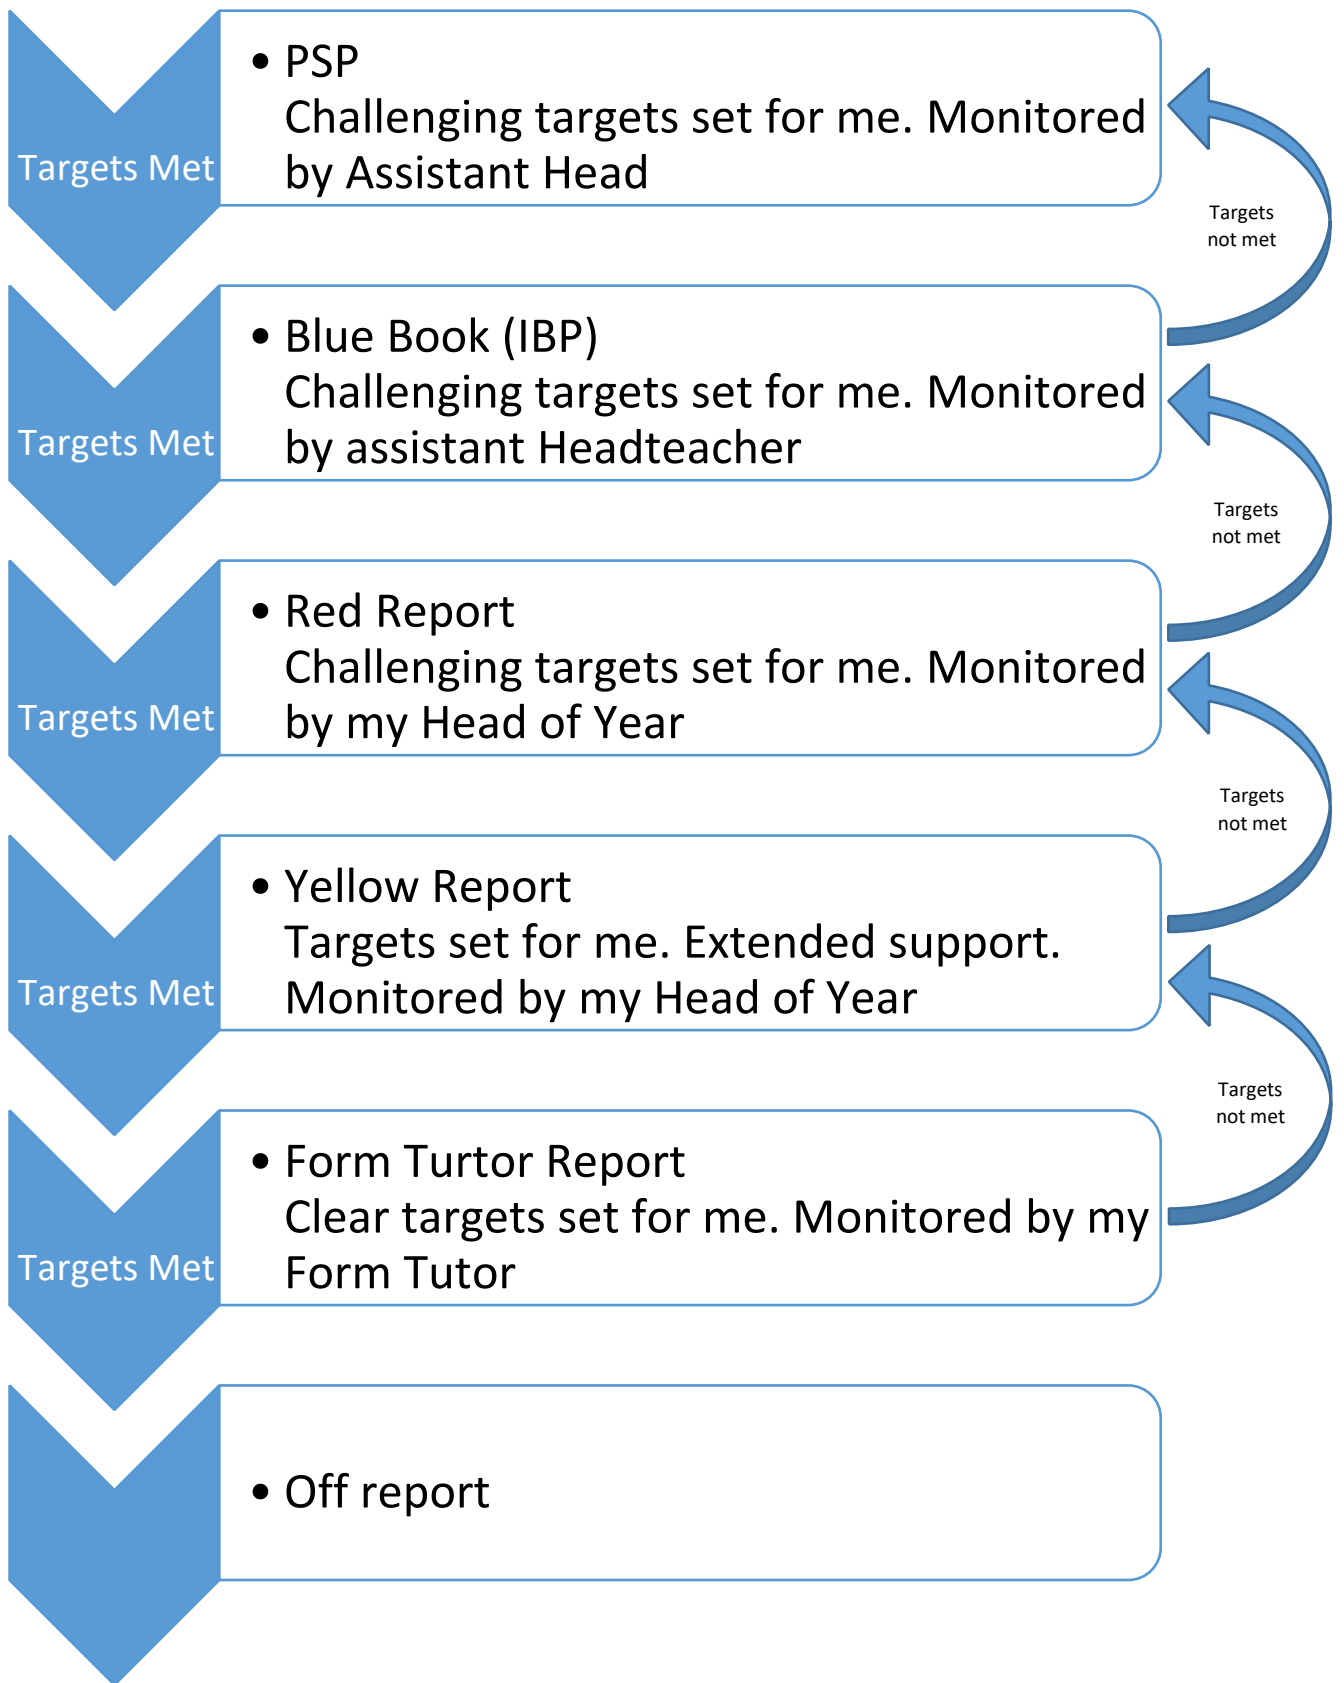 • PSP
Challenging targets set for me. Monitored
by Assistant Head
Targets Met
Targets
not met
• Blue Book (IBP)
Challenging targets set for me. Monitored
by assistant Headteacher
Targets Met
Targets
not met
• Red Report
Challenging targets set for me. Monitored
by my Head of Year
Targets Met
Targets
not met
• Yellow Report
Targets set for me. Extended support.
Monitored by my Head of Year
Targets Met
Targets
not met
• Form Turtor Report
Clear targets set for me. Monitored by my
Form Tutor
Targets Met
• Off report